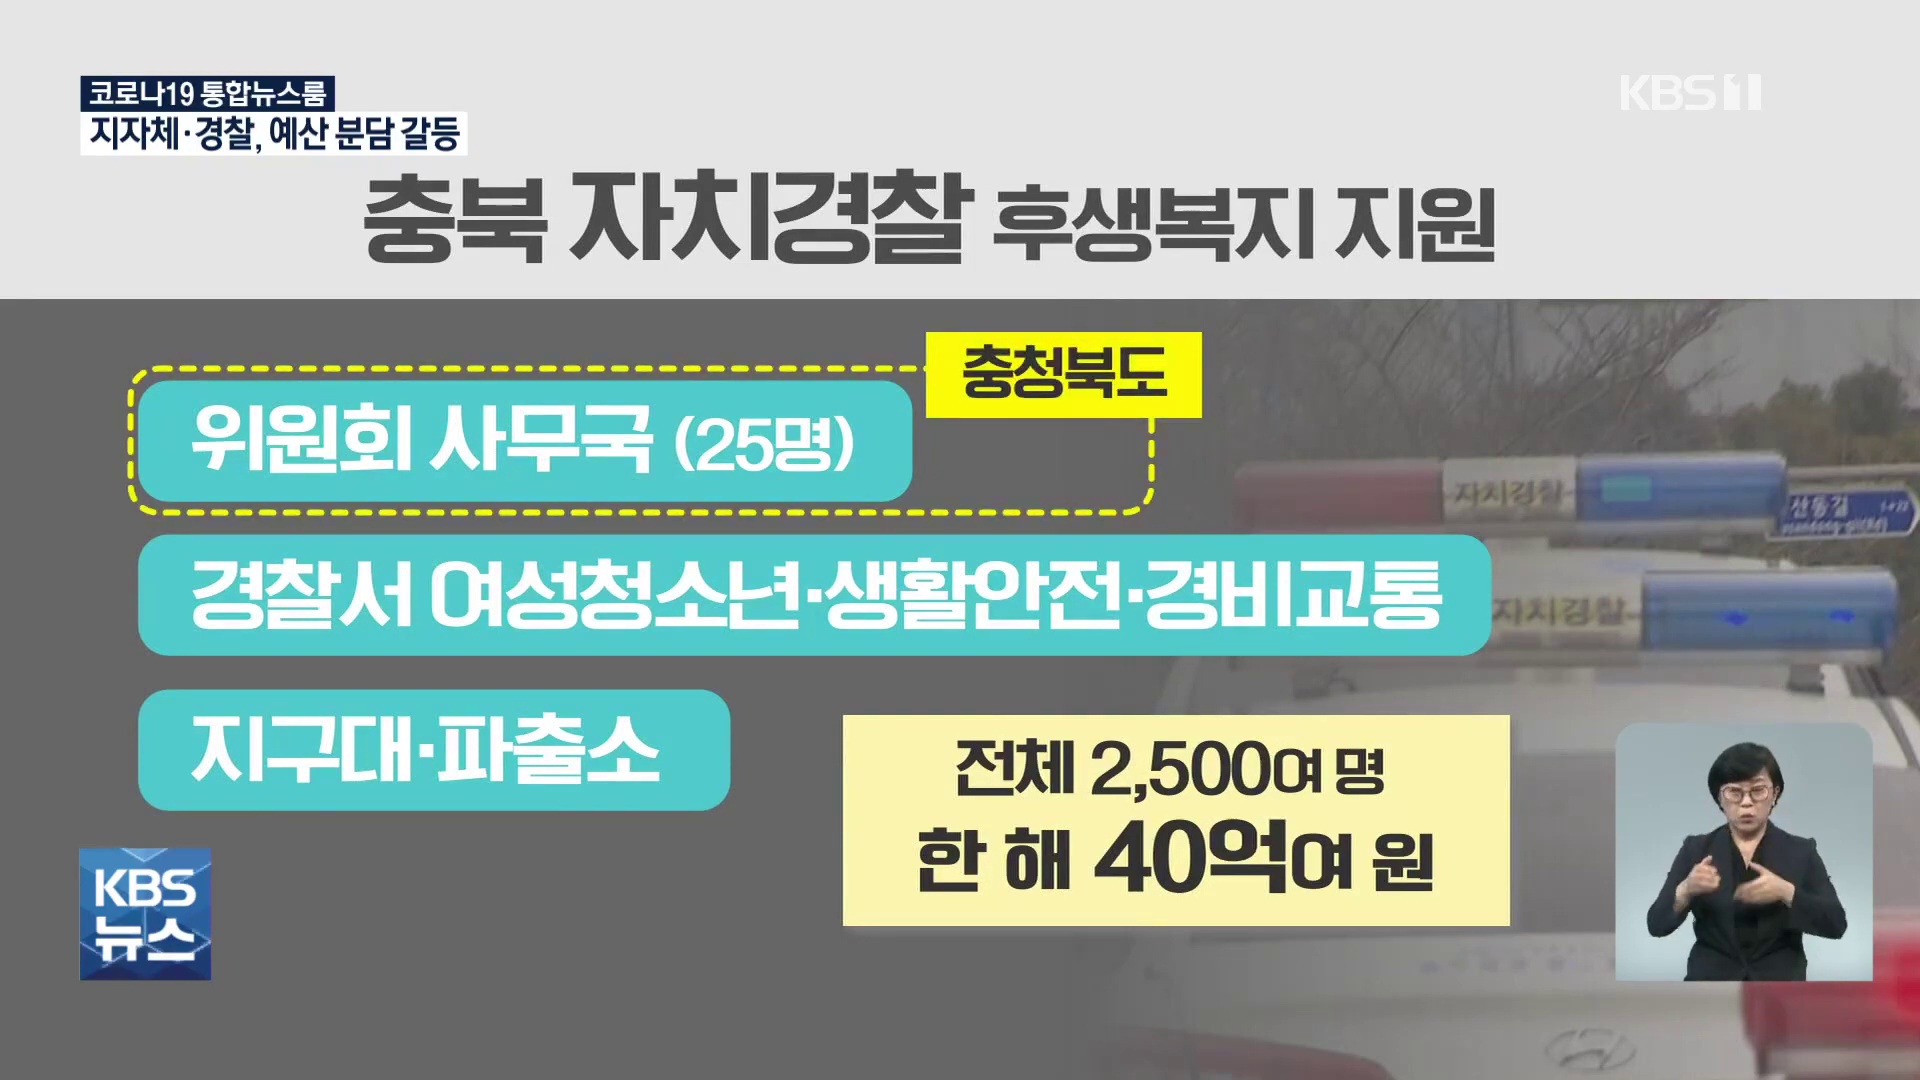 코로나19 통합뉴스룸
지자체·경찰, 예산 분담 갈등
KBS 1
충북 자치경찰 후생복지 지원
충청북도
위원회 사무국 (25명)
자치경찰
산동길
경찰서 여성청소년·생활안전·경비교통
자치경찰
지구대·파출소
전체 2,500여 명
한 해 40억여 원
KBS
뉴스